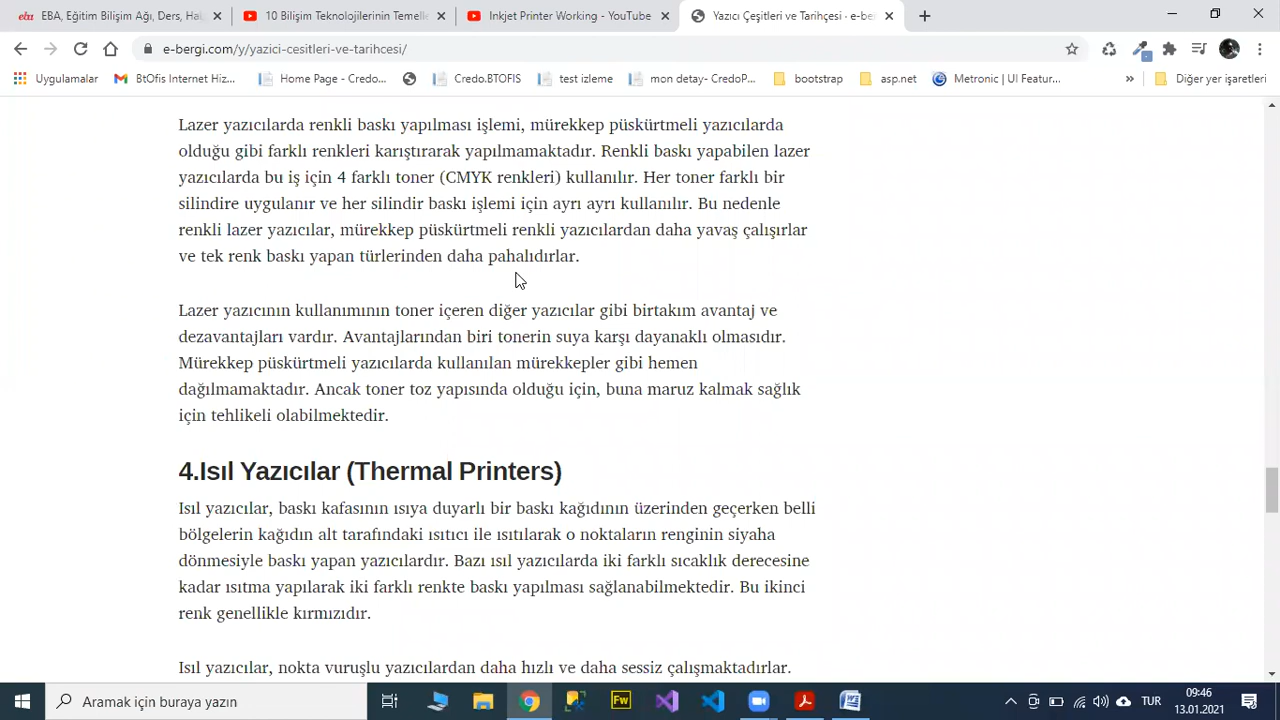 EBA, Eğitim Bilişim Ağı, Ders, Hal
10 Bilişim Teknolojilerinin Temelle
Inkjet Printer Working - YouTube
Yazıcı Çeşitleri ve Tarihçesi - e-be
e-bergi.com/y/yazici-cesitleri-ve-tarihcesi/
Uygulamalar
BtOfis Internet Hiz...
Home Page - Credo...
Credo.BTOFIS
test izleme
mon detay- CredoP...
bootstrap
asp.net
Metronic | UI Featur...
»
Diğer yer işaretleri
Lazer yazıcılarda renkli baskı yapılması işlemi, mürekkep püskürtmeli yazıcılarda
olduğu gibi farklı renkleri karıştırarak yapılmamaktadır. Renkli baskı yapabilen lazer
yazıcılarda bu iş için 4 farklı toner (CMYK renkleri) kullanılır. Her toner farklı bir
silindire uygulanır ve her silindir baskı işlemi için ayrı ayrı kullanılır. Bu nedenle
renkli lazer yazıcılar, mürekkep püskürtmeli renkli yazıcılardan daha yavaş çalışırlar
ve tek renk baskı yapan türlerinden daha pahalıdırlar.
Lazer yazıcının kullanımının toner içeren diğer yazıcılar gibi birtakım avantaj ve
dezavantajları vardır. Avantajlarından biri tonerin suya karşı dayanaklı olmasıdır.
Mürekkep püskürtmeli yazıcılarda kullanılan mürekkepler gibi hemen
dağılmamaktadır. Ancak toner toz yapısında olduğu için, buna maruz kalmak sağlık
için tehlikeli olabilmektedir.
4.Isıl Yazıcılar (Thermal Printers)
Isıl yazıcılar, baskı kafasının ısıya duyarlı bir baskı kağıdının üzerinden geçerken belli
bölgelerin kağıdın alt tarafındaki ısıtıcı ile ısıtılarak o noktaların renginin siyaha
dönmesiyle baskı yapan yazıcılardır. Bazı ısıl yazıcılarda iki farklı sıcaklık derecesine
kadar ısıtma yapılarak iki farklı renkte baskı yapılması sağlanabilmektedir. Bu ikinci
renk genellikle kırmızıdır.
Isıl yazıcılar, nokta vuruşlu yazıcılardan daha hızlı ve daha sessiz çalışmaktadırlar.
Aramak için buraya yazın
Fw
TUR
09:46
13.01.2021